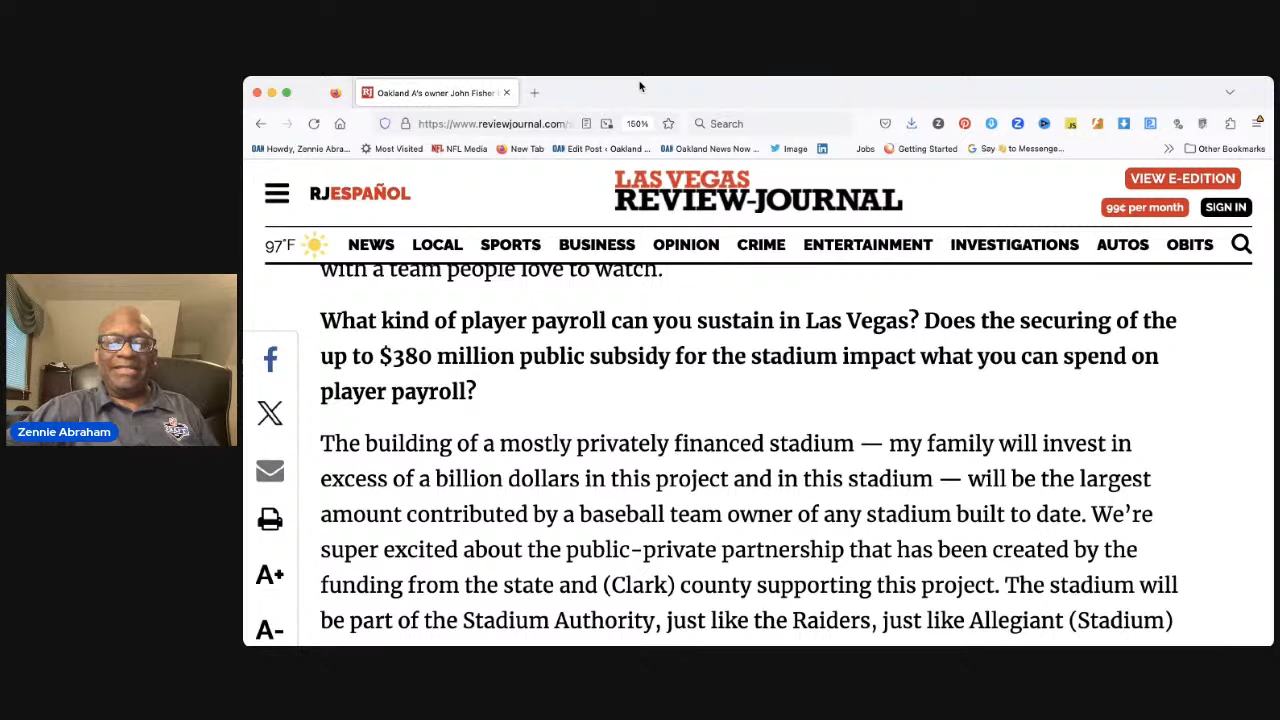 Oakland A's owner John Fisher
https://www.reviewjournal.com/
150%
Search
Howdy, Zennie Abra...
Most Visited
NFL Media
New Tab
Edit Post ‹ Oakland ...
Oakland News Now ...
Image
Jobs
Getting Started
Say 👋 to Messenge...
Other Bookmarks
RJESPAÑOL
LAS VEGAS
REVIEW-JOURNAL
VIEW E-EDITION
99¢ per month
SIGN IN
97°F
NEWS LOCAL SPORTS BUSINESS OPINION CRIME ENTERTAINMENT INVESTIGATIONS AUTOS OBITS
with a team people love to watch.
What kind of player payroll can you sustain in Las Vegas? Does the securing of the
up to $380 million public subsidy for the stadium impact what you can spend on
player payroll?
The building of a mostly privately financed stadium — my family will invest in
excess of a billion dollars in this project and in this stadium — will be the largest
amount contributed by a baseball team owner of any stadium built to date. We're
super excited about the public-private partnership that has been created by the
funding from the state and (Clark) county supporting this project. The stadium will
be part of the Stadium Authority, just like the Raiders, just like Allegiant (Stadium)
A+
A-
Zennie Abraham